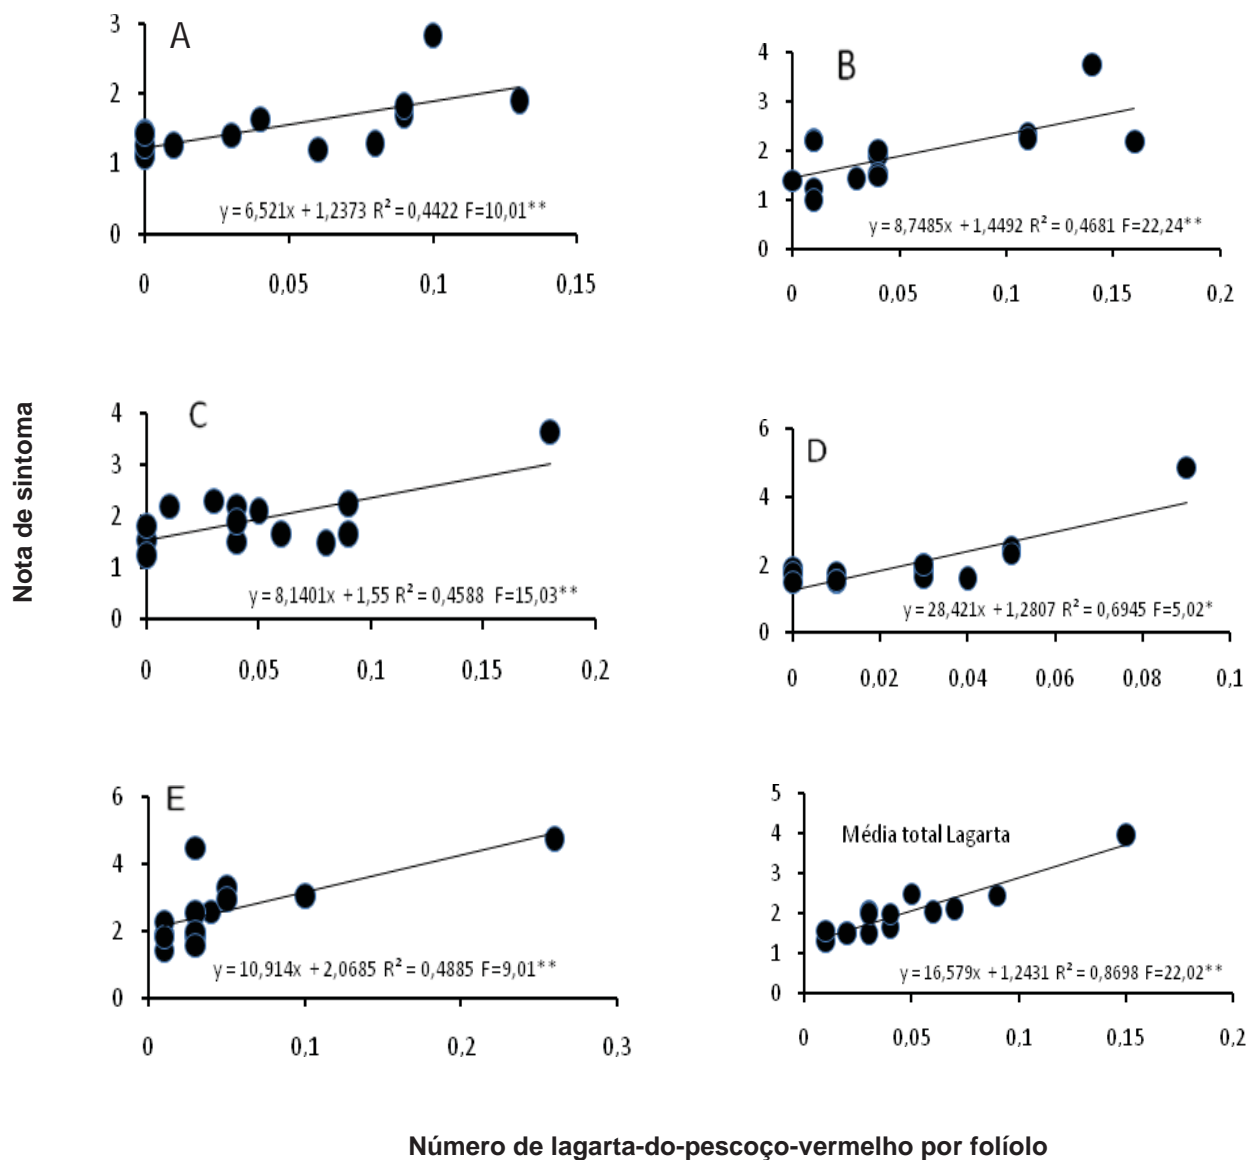 A
3
2
1
0
y = 6,521x + 1,2373 R² = 0,4422 F=10,01**
0 0,05 0,1 0,15
B
4
3
2
1
0
y = 8,7485x + 1,4492 R² = 0,4681 F=22,24**
0 0,05 0,1 0,15 0,2
Nota de sintoma
C
4
3
2
1
0
y = 8,1401x + 1,55 R² = 0,4588 F=15,03**
0 0,05 0,1 0,15 0,2
D
6
4
2
0
y = 28,421x + 1,2807 R² = 0,6945 F=5,02*
0 0,02 0,04 0,06 0,08 0,1
E
6
4
2
0
y = 10,914x + 2,0685 R² = 0,4885 F=9,01**
0 0,1 0,2 0,3
Média total Lagarta
5
4
3
2
1
0
y = 16,579x + 1,2431 R² = 0,8698 F=22,02**
0 0,05 0,1 0,15 0,2
Número de lagarta-do-pescoço-vermelho por folíolo